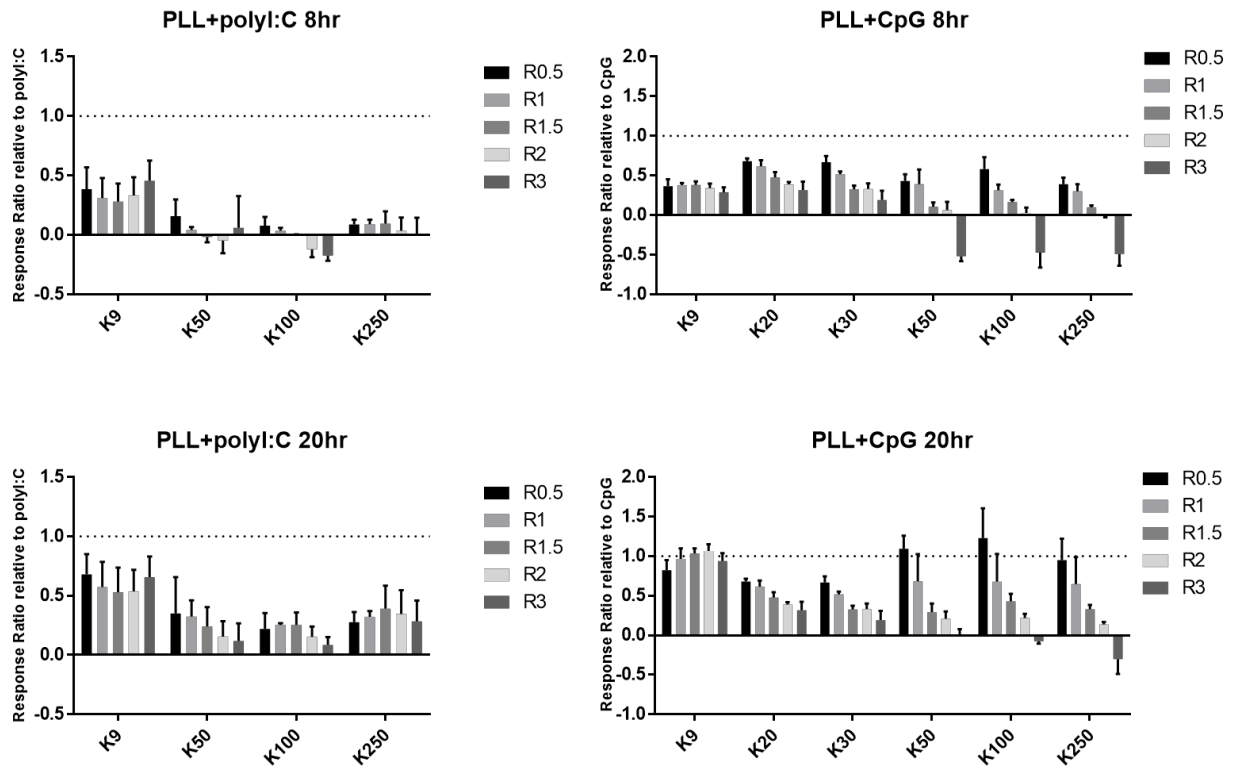 PLL+polyI:C 8hr
Response Ratio relative to polyI:C
1.5
1.0
0.5
0.0
-0.5
K9
K50
K100
K250
R0.5
R1
R1.5
R2
R3
PLL+CpG 8hr
Response Ratio relative to CpG
2.0
1.5
1.0
0.5
0.0
-0.5
-1.0
K9
K20
K30
K50
K100
K250
R0.5
R1
R1.5
R2
R3
PLL+polyI:C 20hr
Response Ratio relative to polyI:C
1.5
1.0
0.5
0.0
-0.5
K9
K50
K100
K250
R0.5
R1
R1.5
R2
R3
PLL+CpG 20hr
Response Ratio relative to CpG
2.0
1.5
1.0
0.5
0.0
-0.5
-1.0
K9
K20
K30
K50
K100
K250
R0.5
R1
R1.5
R2
R3